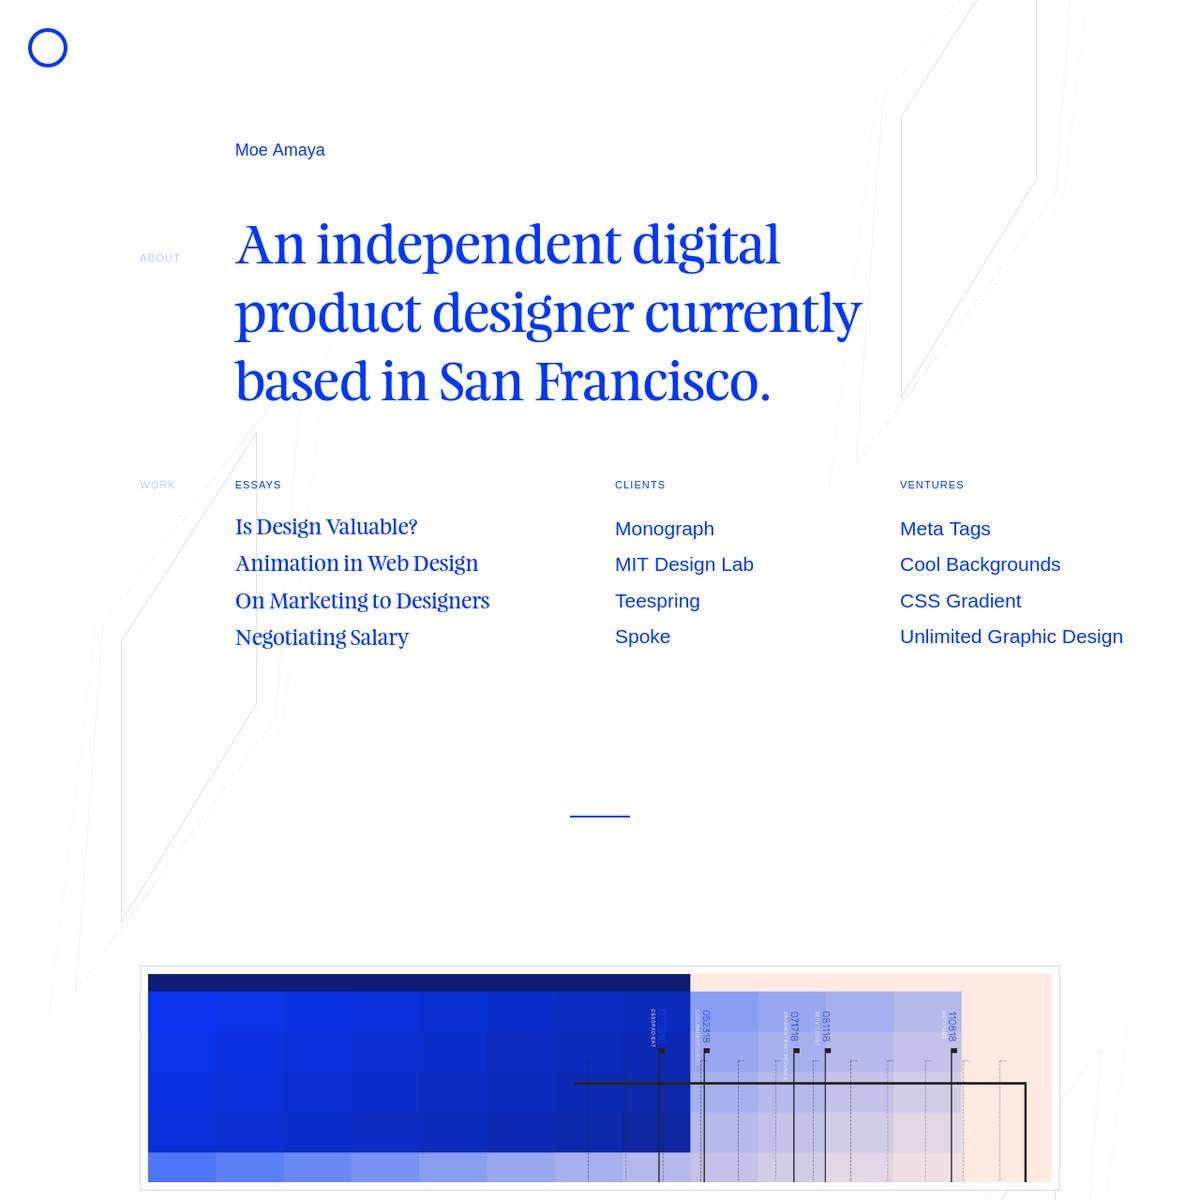 Moe Amaya
ABOUT
An independent digital
product designer currently
based in San Francisco.
WORK
ESSAYS
Is Design Valuable?
Animation in Web Design
On Marketing to Designers
Negotiating Salary
CLIENTS
Monograph
MIT Design Lab
Teespring
Spoke
VENTURES
Meta Tags
Cool Backgrounds
CSS Gradient
Unlimited Graphic Design
CSSGRADIENT
052318
071718
081118
110818